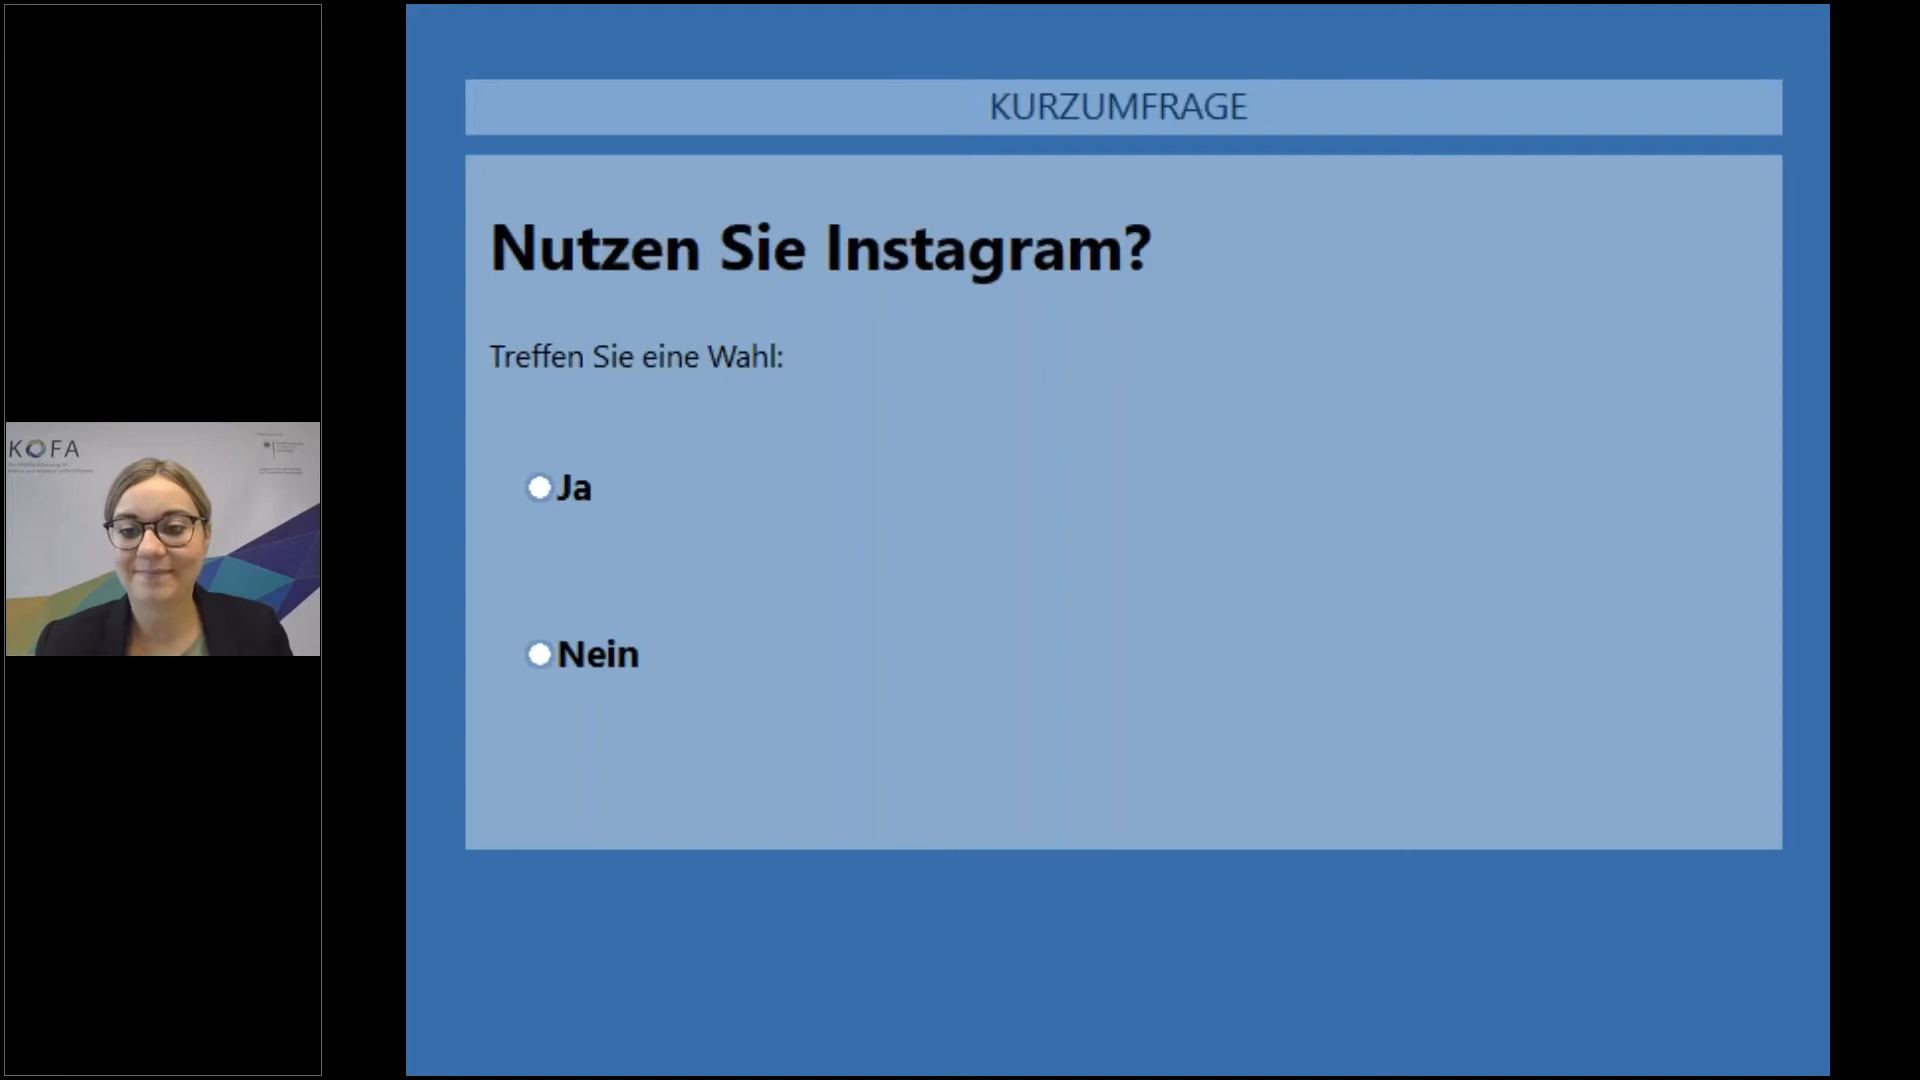 KOFA
KURZUMFRAGE
Nutzen Sie Instagram?
Treffen Sie eine Wahl:
Ja
Nein